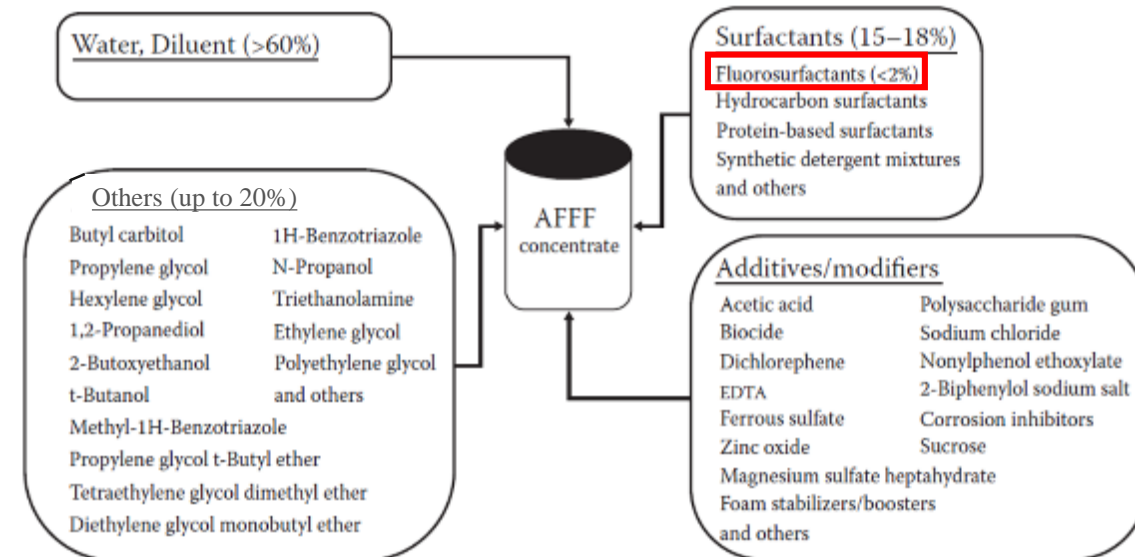 Water, Diluent (>60%)
Surfactants (15–18%)
Fluorosurfactants (<2%)
Hydrocarbon surfactants
Protein-based surfactants
Synthetic detergent mixtures
and others
AFFF
concentrate
Others (up to 20%)
Butyl carbitol 1H-Benzotriazole
Propylene glycol N-Propanol
Hexylene glycol Triethanolamine
1,2-Propanediol Ethylene glycol
2-Butoxyethanol Polyethylene glycol
t-Butanol and others
Methyl-1H-Benzotriazole
Propylene glycol t-Butyl ether
Tetraethylene glycol dimethyl ether
Diethylene glycol monobutyl ether
Additives/modifiers
Acetic acid Polysaccharide gum
Biocide Sodium chloride
Dichlorephene Nonylphenol ethoxylate
EDTA 2-Biphenylol sodium salt
Ferrous sulfate Corrosion inhibitors
Zinc oxide Sucrose
Magnesium sulfate heptahydrate
Foam stabilizers/boosters
and others